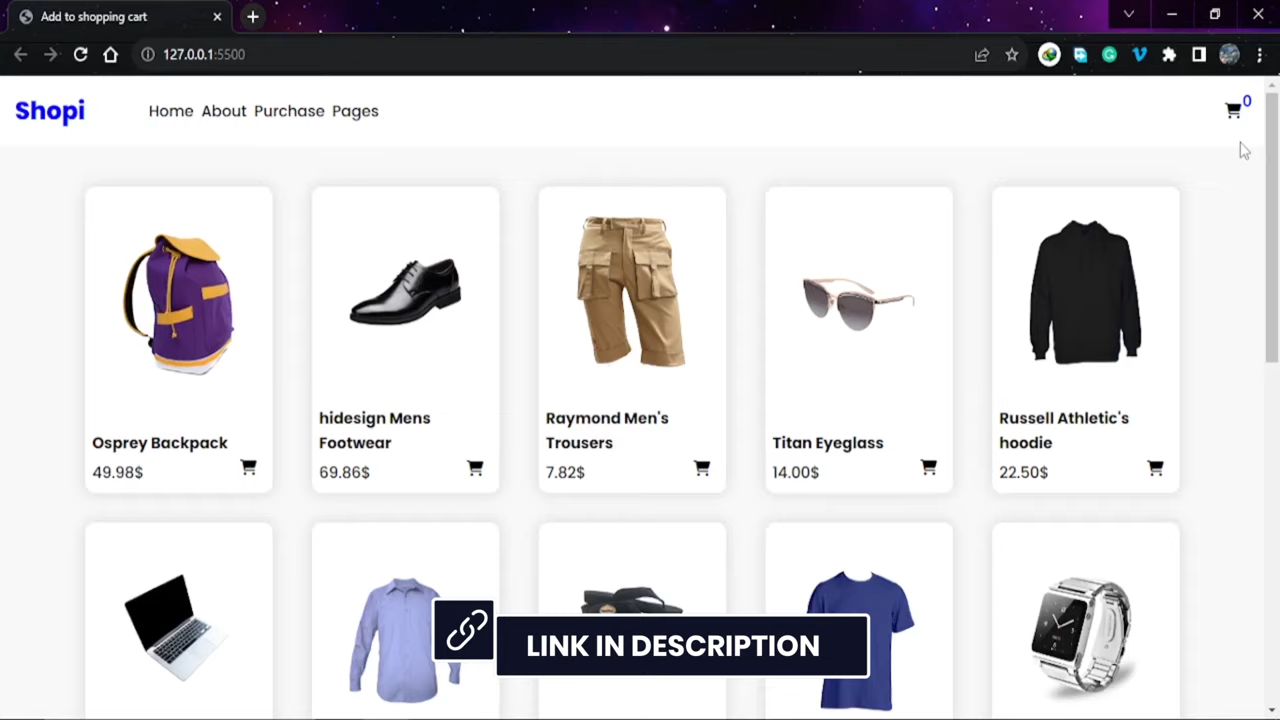 Add to shopping cart
127.0.0.1:5500
Shopi
Home About Purchase Pages
0
Osprey Backpack
49.98$
hidesign Mens
Footwear
69.86$
Raymond Men's
Trousers
7.82$
Titan Eyeglass
14.00$
Russell Athletic's
hoodie
22.50$
LINK IN DESCRIPTION